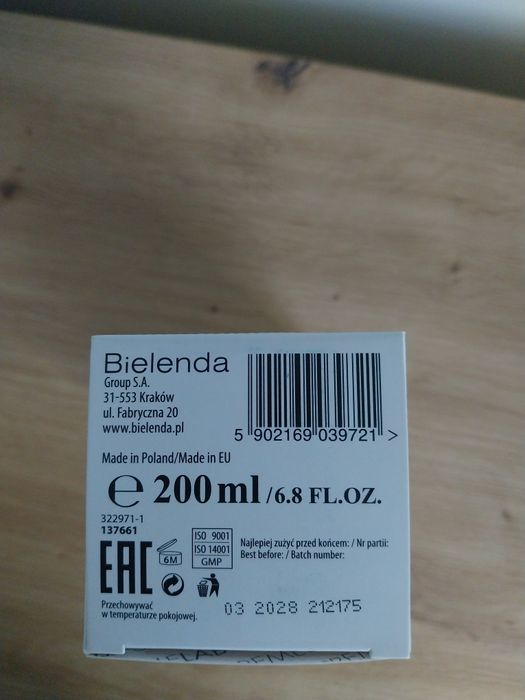 Bielenda
Group S.A.
31-553 Kraków
ul. Fabryczna 20
www.bielenda.pl
5 902169 039721 >
Made in Poland/Made in EU
℮ 200 ml /6.8 FL.OZ.
322971-1
137661
EAC
6M
ISO 9001
ISO 14001
GMP
Najlepiej zużyć przed końcem: / Nr partii:
Best before: / Batch number:
Przechowywać
w temperaturze pokojowej.
03 2028 212175